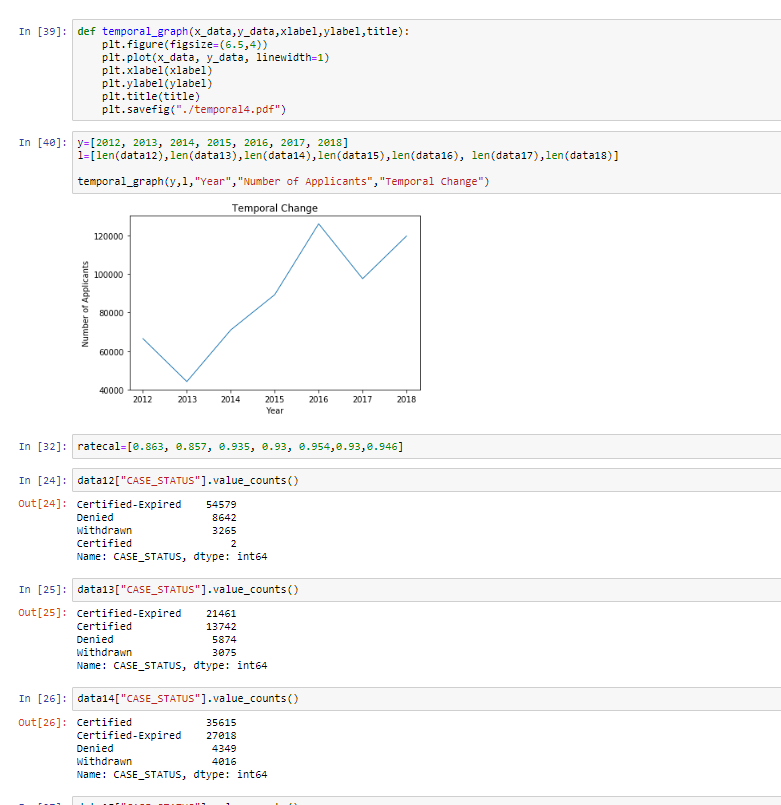 In [39]: def temporal_graph(x_data,y_data,xlabel,ylabel,title):
    plt.figure(figsize=(6.5,4))
    plt.plot(x_data, y_data, linewidth=1)
    plt.xlabel(xlabel)
    plt.ylabel(ylabel)
    plt.title(title)
    plt.savefig("./temporal4.pdf")
In [40]: y=[2012, 2013, 2014, 2015, 2016, 2017, 2018]
l=[len(data12),len(data13),len(data14),len(data15),len(data16), len(data17),len(data18)]
temporal_graph(y,l,"Year","Number of Applicants","Temporal Change")
Temporal Change
120000
100000
80000
60000
40000
Number of Applicants
2012 2013 2014 2015 2016 2017 2018
Year
In [32]: ratecal=[0.863, 0.857, 0.935, 0.93, 0.954,0.93,0.946]
In [24]: data12["CASE_STATUS"].value_counts()
Out[24]: Certified-Expired    54579
Denied                8642
Withdrawn             3265
Certified                2
Name: CASE_STATUS, dtype: int64
In [25]: data13["CASE_STATUS"].value_counts()
Out[25]: Certified-Expired    21461
Certified            13742
Denied                5874
Withdrawn             3075
Name: CASE_STATUS, dtype: int64
In [26]: data14["CASE_STATUS"].value_counts()
Out[26]: Certified            35615
Certified-Expired    27018
Denied                4349
Withdrawn             4016
Name: CASE_STATUS, dtype: int64